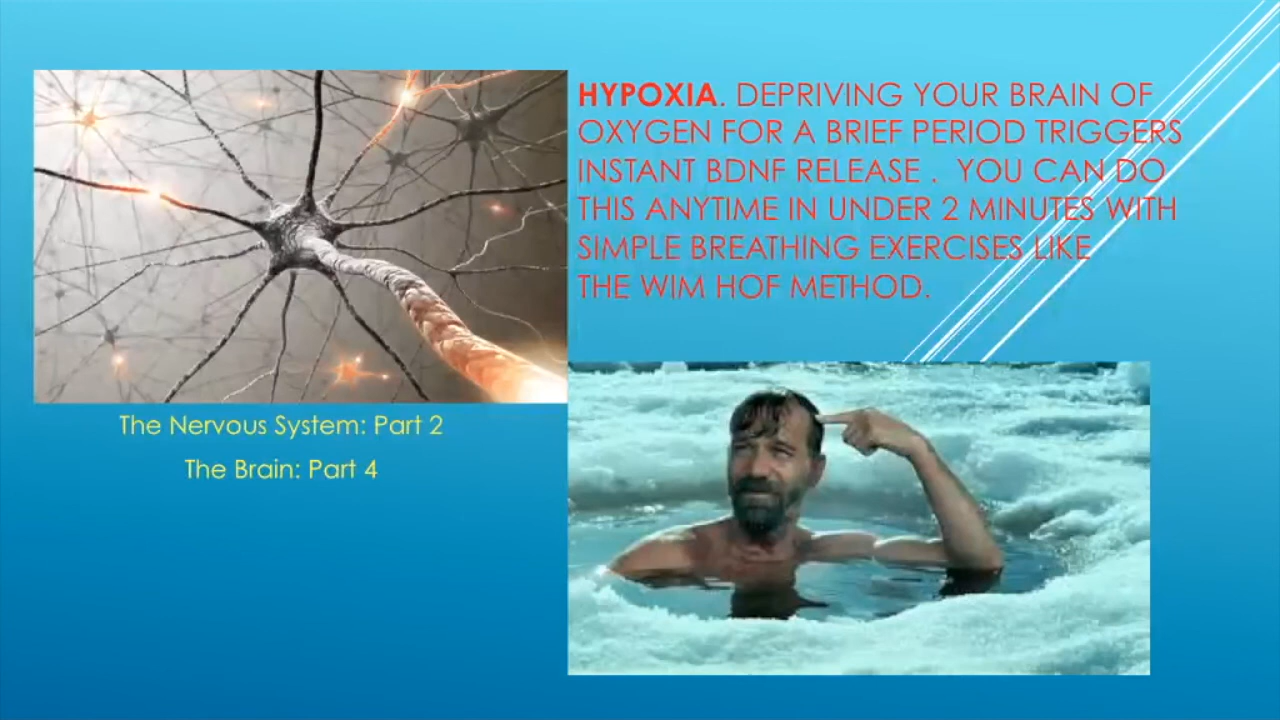 HYPOXIA. DEPRIVING YOUR BRAIN OF
OXYGEN FOR A BRIEF PERIOD TRIGGERS
INSTANT BDNF RELEASE . YOU CAN DO
THIS ANYTIME IN UNDER 2 MINUTES WITH
SIMPLE BREATHING EXERCISES LIKE
THE WIM HOF METHOD.
The Nervous System: Part 2
The Brain: Part 4